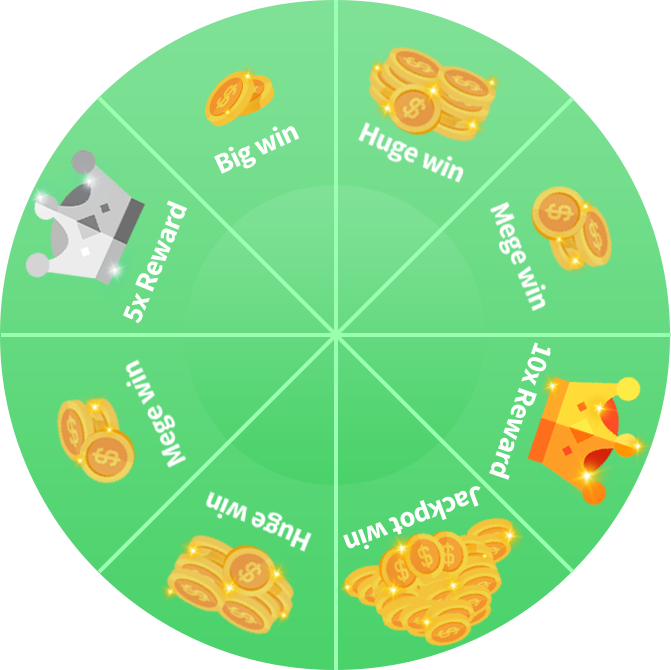 Huge win
Mege win
10x Reward
Jackpot win
Huge win
Mege win
5x Reward
Big win